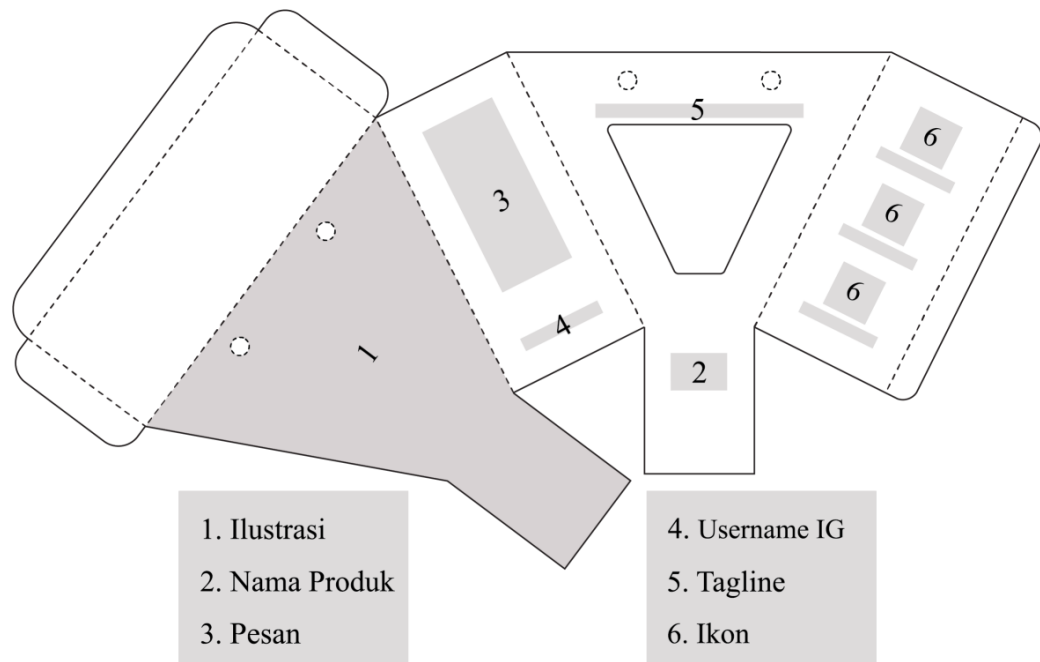 5
6
3
6
6
4
1
2
1. Ilustrasi
2. Nama Produk
3. Pesan
4. Username IG
5. Tagline
6. Ikon